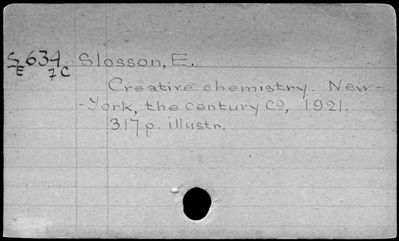 S634 Slosson, E.
E 7C
Creative chemistry. New-
-York, the century Co, 1921.
317 p. illustr.